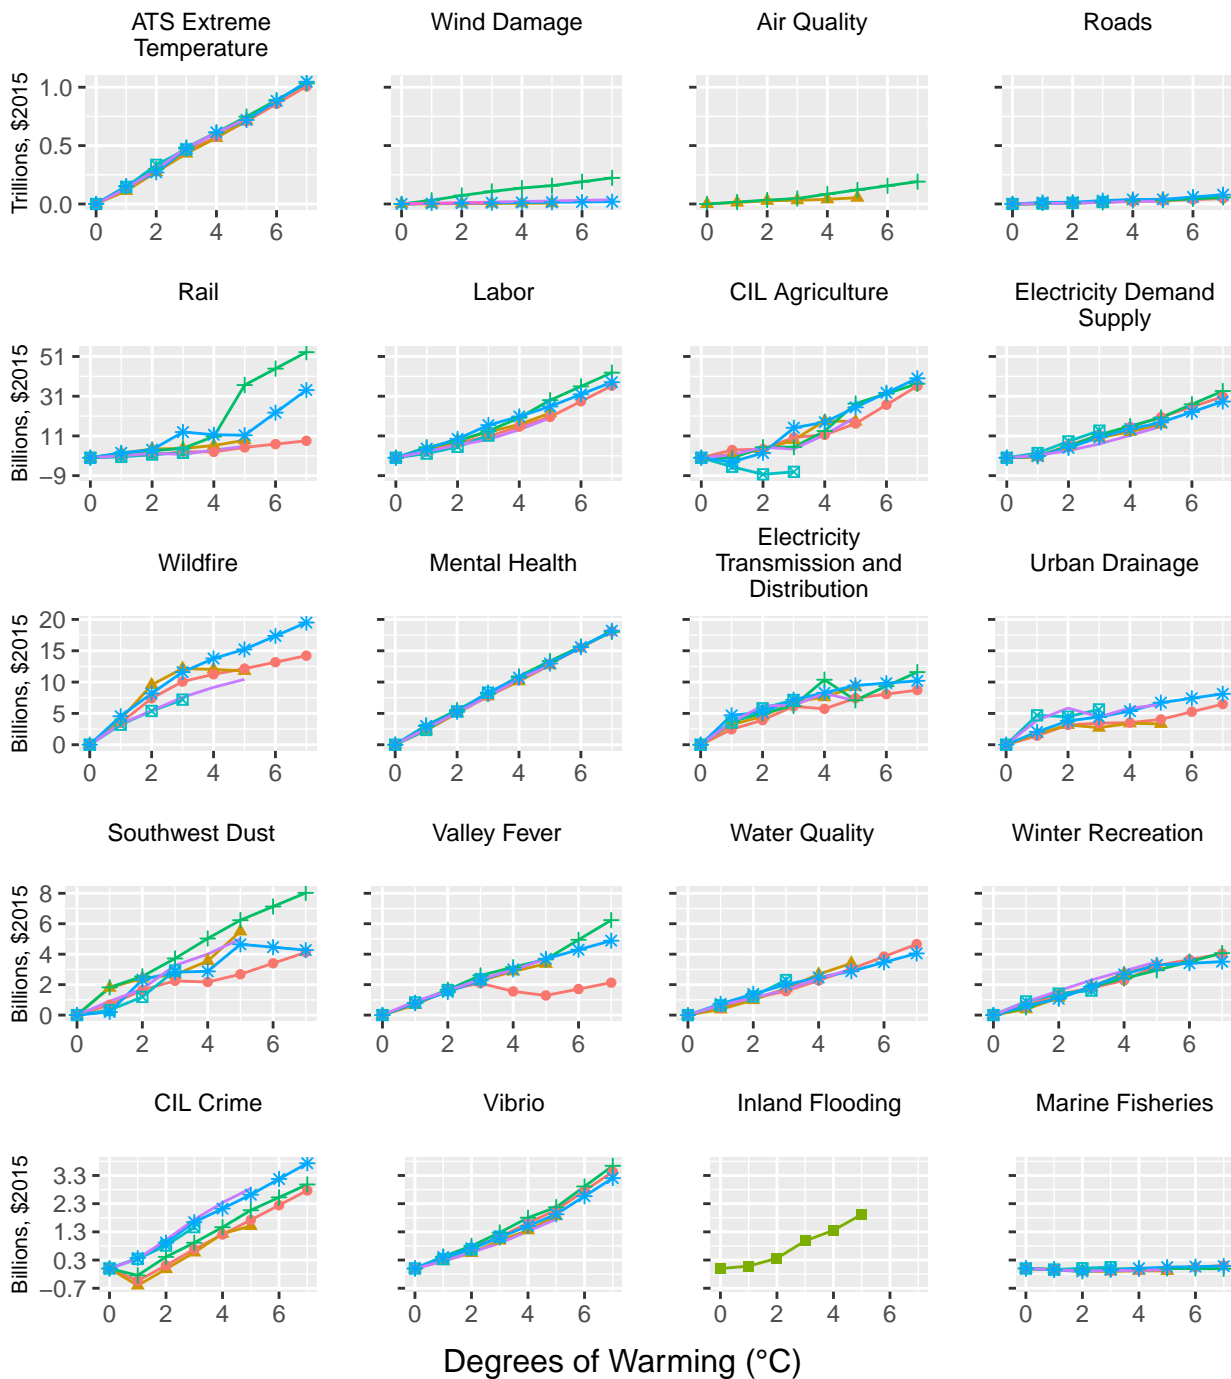 ATS Extreme
Temperature
Wind Damage
Air Quality
Roads
Trillions, $2015
1.0
0.5
0.0
0 2 4 6
0 2 4 6
0 2 4 6
0 2 4 6
Rail
Labor
CIL Agriculture
Electricity Demand
Supply
Billions, $2015
51
31
11
−9
0 2 4 6
0 2 4 6
0 2 4 6
0 2 4 6
Wildfire
Mental Health
Electricity
Transmission and
Distribution
Urban Drainage
Billions, $2015
20
15
10
5
0
0 2 4 6
0 2 4 6
0 2 4 6
0 2 4 6
Southwest Dust
Valley Fever
Water Quality
Winter Recreation
Billions, $2015
8
6
4
2
0
0 2 4 6
0 2 4 6
0 2 4 6
0 2 4 6
CIL Crime
Vibrio
Inland Flooding
Marine Fisheries
Billions, $2015
3.3
2.3
1.3
0.3
−0.7
0 2 4 6
0 2 4 6
0 2 4 6
0 2 4 6
Degrees of Warming (°C)